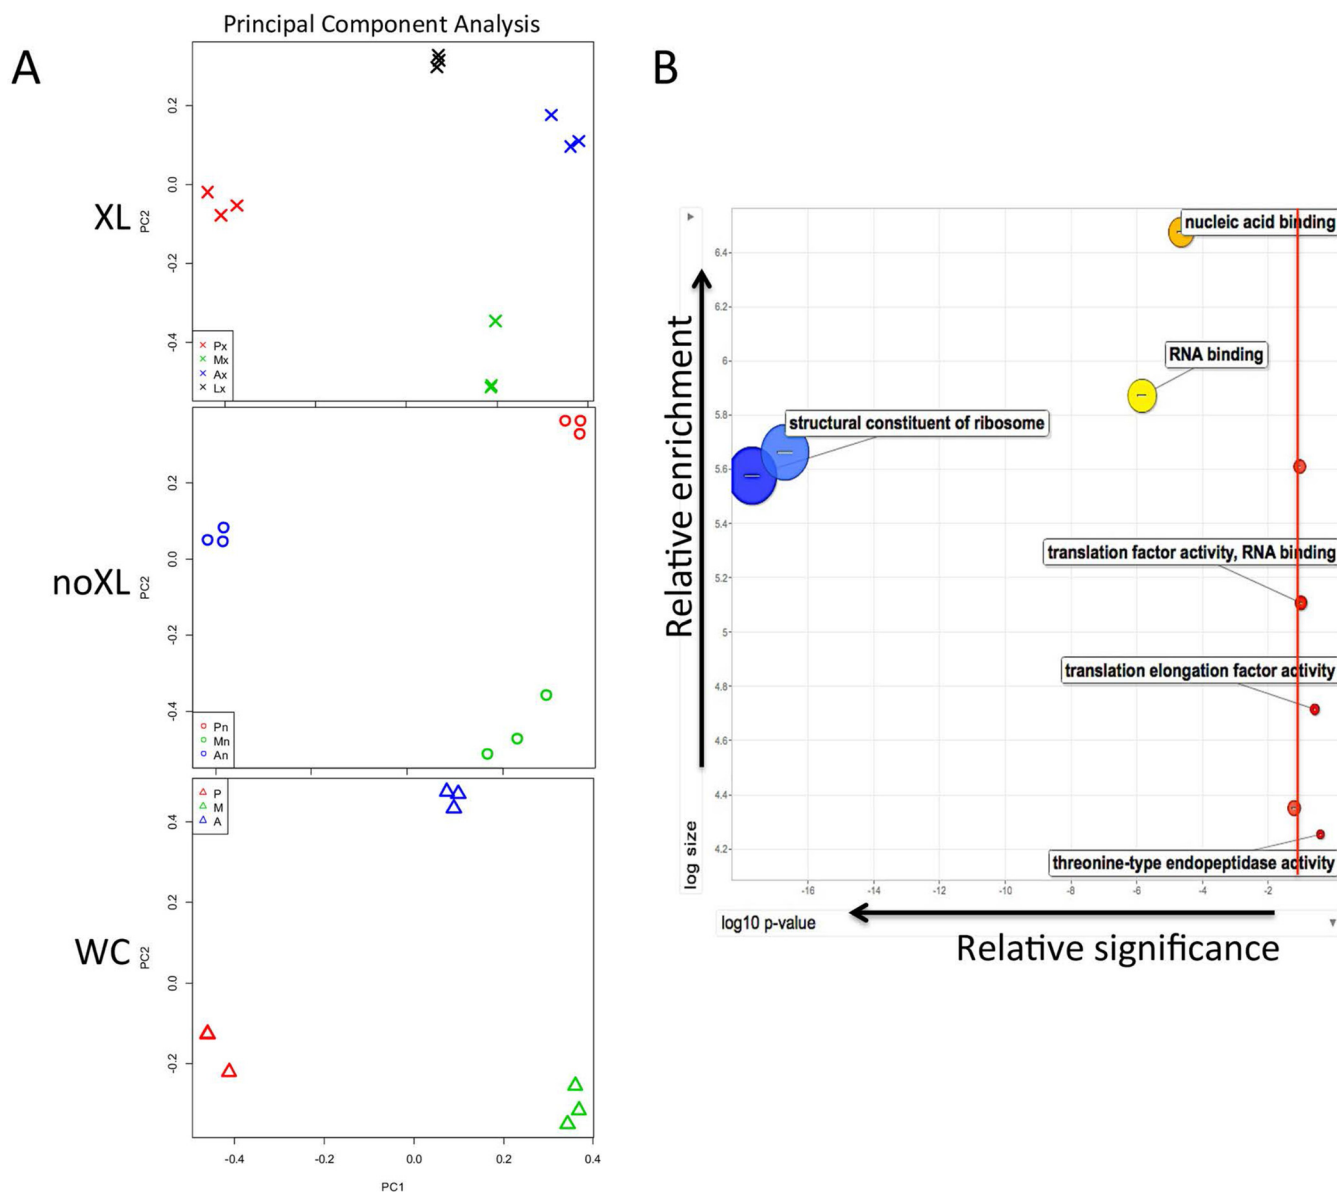 Principal Component Analysis
A
B
XL
PC2
0.2
0.0
-0.2
-0.4
Px
Mx
Ax
Lx
noXL
PC2
0.2
0.0
-0.2
-0.4
Pn
Mn
An
WC
PC2
0.4
0.2
0.0
-0.2
P
M
A
-0.4
-0.2
0.0
0.2
0.4
PC1
Relative enrichment
log size
6.4
6.2
6
5.8
5.6
5.4
5.2
5
4.8
4.6
4.4
4.2
nucleic acid binding
RNA binding
structural constituent of ribosome
translation factor activity, RNA binding
translation elongation factor activity
threonine-type endopeptidase activity
-16
-14
-12
-10
-8
-6
-4
-2
log10 p-value
Relative significance